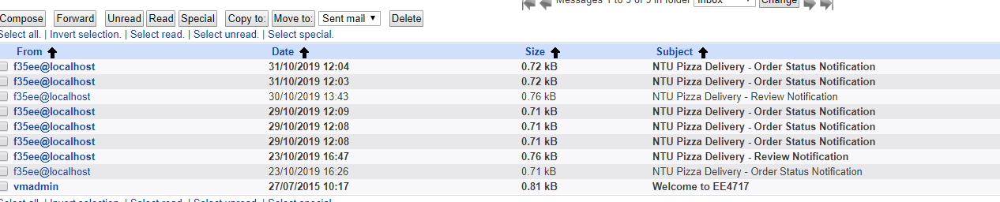 Messages 1 to 9 of 9 in folder Inbox Change
Compose Forward Unread Read Special Copy to: Move to: Sent mail Delete
Select all. | Invert selection. | Select read. | Select unread. | Select special.
From Date Size Subject
f35ee@localhost 31/10/2019 12:04 0.72 kB NTU Pizza Delivery - Order Status Notification
f35ee@localhost 31/10/2019 12:03 0.72 kB NTU Pizza Delivery - Order Status Notification
f35ee@localhost 30/10/2019 13:43 0.76 kB NTU Pizza Delivery - Review Notification
f35ee@localhost 29/10/2019 12:09 0.71 kB NTU Pizza Delivery - Order Status Notification
f35ee@localhost 29/10/2019 12:08 0.71 kB NTU Pizza Delivery - Order Status Notification
f35ee@localhost 29/10/2019 12:08 0.71 kB NTU Pizza Delivery - Order Status Notification
f35ee@localhost 23/10/2019 16:47 0.76 kB NTU Pizza Delivery - Review Notification
f35ee@localhost 23/10/2019 16:26 0.71 kB NTU Pizza Delivery - Order Status Notification
vmadmin 27/07/2015 10:17 0.81 kB Welcome to EE4717
Select all. | Invert selection. | Select read. | Select unread. | Select special.